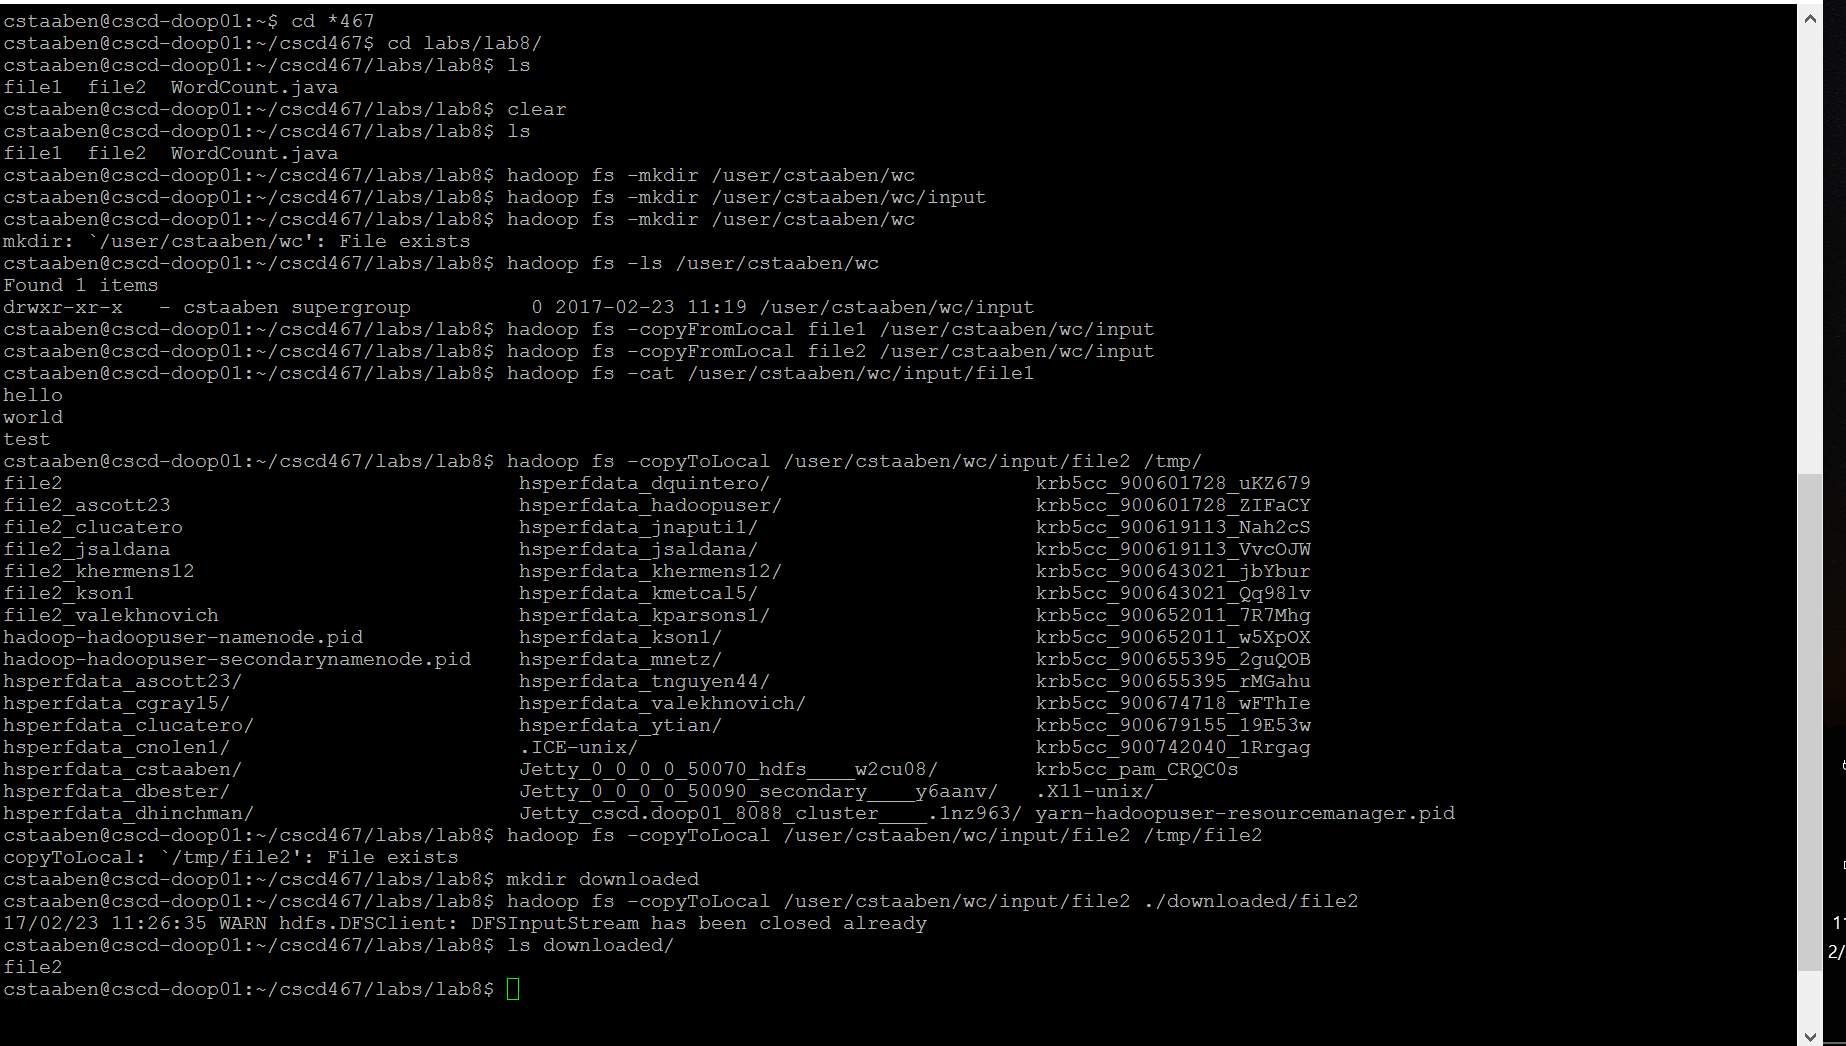 cstaaben@cscd-doop01:~$ cd *467
cstaaben@cscd-doop01:~/cscd467$ cd labs/lab8/
cstaaben@cscd-doop01:~/cscd467/labs/lab8$ ls
file1  file2  WordCount.java
cstaaben@cscd-doop01:~/cscd467/labs/lab8$ clear
cstaaben@cscd-doop01:~/cscd467/labs/lab8$ ls
file1  file2  WordCount.java
cstaaben@cscd-doop01:~/cscd467/labs/lab8$ hadoop fs -mkdir /user/cstaaben/wc
cstaaben@cscd-doop01:~/cscd467/labs/lab8$ hadoop fs -mkdir /user/cstaaben/wc/input
cstaaben@cscd-doop01:~/cscd467/labs/lab8$ hadoop fs -mkdir /user/cstaaben/wc
mkdir: `/user/cstaaben/wc': File exists
cstaaben@cscd-doop01:~/cscd467/labs/lab8$ hadoop fs -ls /user/cstaaben/wc
Found 1 items
drwxr-xr-x   - cstaaben supergroup          0 2017-02-23 11:19 /user/cstaaben/wc/input
cstaaben@cscd-doop01:~/cscd467/labs/lab8$ hadoop fs -copyFromLocal file1 /user/cstaaben/wc/input
cstaaben@cscd-doop01:~/cscd467/labs/lab8$ hadoop fs -copyFromLocal file2 /user/cstaaben/wc/input
cstaaben@cscd-doop01:~/cscd467/labs/lab8$ hadoop fs -cat /user/cstaaben/wc/input/file1
hello
world
test
cstaaben@cscd-doop01:~/cscd467/labs/lab8$ hadoop fs -copyToLocal /user/cstaaben/wc/input/file2 /tmp/
file2                                      hsperfdata_dquintero/                      krb5cc_900601728_uKZ679
file2_ascott23                             hsperfdata_hadoopuser/                     krb5cc_900601728_ZIFaCY
file2_clucatero                            hsperfdata_jnaputi1/                       krb5cc_900619113_Nah2cS
file2_jsaldana                             hsperfdata_jsaldana/                       krb5cc_900619113_VvcOJW
file2_khermens12                           hsperfdata_khermens12/                     krb5cc_900643021_jbYbur
file2_kson1                                hsperfdata_kmetcal5/                       krb5cc_900643021_Qq98lv
file2_valekhnovich                         hsperfdata_kparsons1/                      krb5cc_900652011_7R7Mhg
hadoop-hadoopuser-namenode.pid             hsperfdata_kson1/                          krb5cc_900652011_w5XpOX
hadoop-hadoopuser-secondarynamenode.pid    hsperfdata_mnetz/                          krb5cc_900655395_2guQOB
hsperfdata_ascott23/                       hsperfdata_tnguyen44/                      krb5cc_900655395_rMGahu
hsperfdata_cgray15/                        hsperfdata_valekhnovich/                   krb5cc_900674718_wFThIe
hsperfdata_clucatero/                      hsperfdata_ytian/                          krb5cc_900679155_19E53w
hsperfdata_cnolen1/                        .ICE-unix/                                 krb5cc_900742040_1Rrgag
hsperfdata_cstaaben/                       Jetty_0_0_0_0_50070_hdfs____w2cu08/        krb5cc_pam_CRQC0s
hsperfdata_dbester/                        Jetty_0_0_0_0_50090_secondary____y6aanv/   .X11-unix/
hsperfdata_dhinchman/                      Jetty_cscd.doop01_8088_cluster____.1nz963/ yarn-hadoopuser-resourcemanager.pid
cstaaben@cscd-doop01:~/cscd467/labs/lab8$ hadoop fs -copyToLocal /user/cstaaben/wc/input/file2 /tmp/file2
copyToLocal: `/tmp/file2': File exists
cstaaben@cscd-doop01:~/cscd467/labs/lab8$ mkdir downloaded
cstaaben@cscd-doop01:~/cscd467/labs/lab8$ hadoop fs -copyToLocal /user/cstaaben/wc/input/file2 ./downloaded/file2
17/02/23 11:26:35 WARN hdfs.DFSClient: DFSInputStream has been closed already
cstaaben@cscd-doop01:~/cscd467/labs/lab8$ ls downloaded/
file2
cstaaben@cscd-doop01:~/cscd467/labs/lab8$
2/